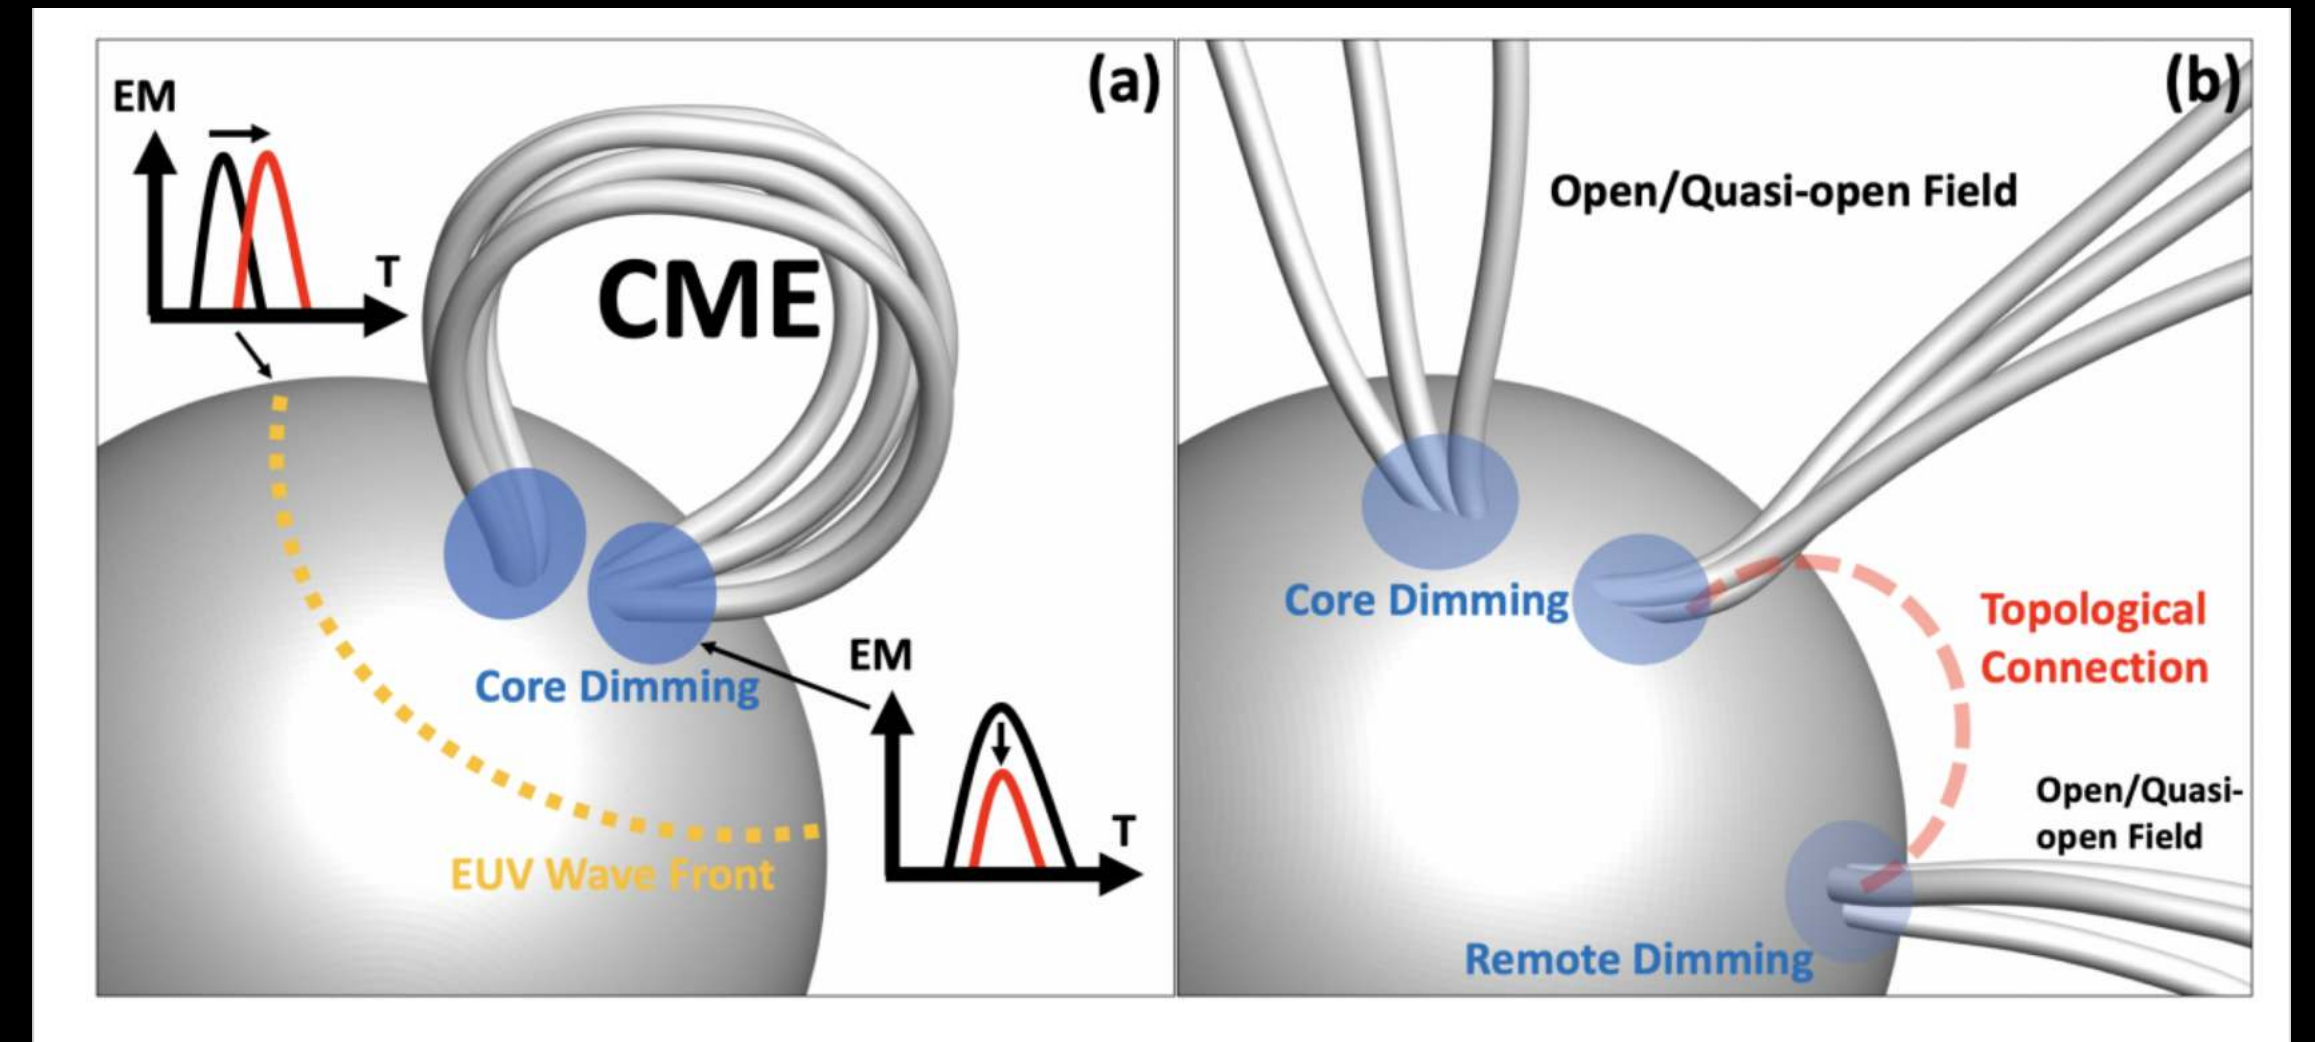 (a)
EM
T
CME
Core Dimming
EM
T
EUV Wave Front
(b)
Open/Quasi-open Field
Core Dimming
Topological
Connection
Open/Quasi-
open Field
Remote Dimming